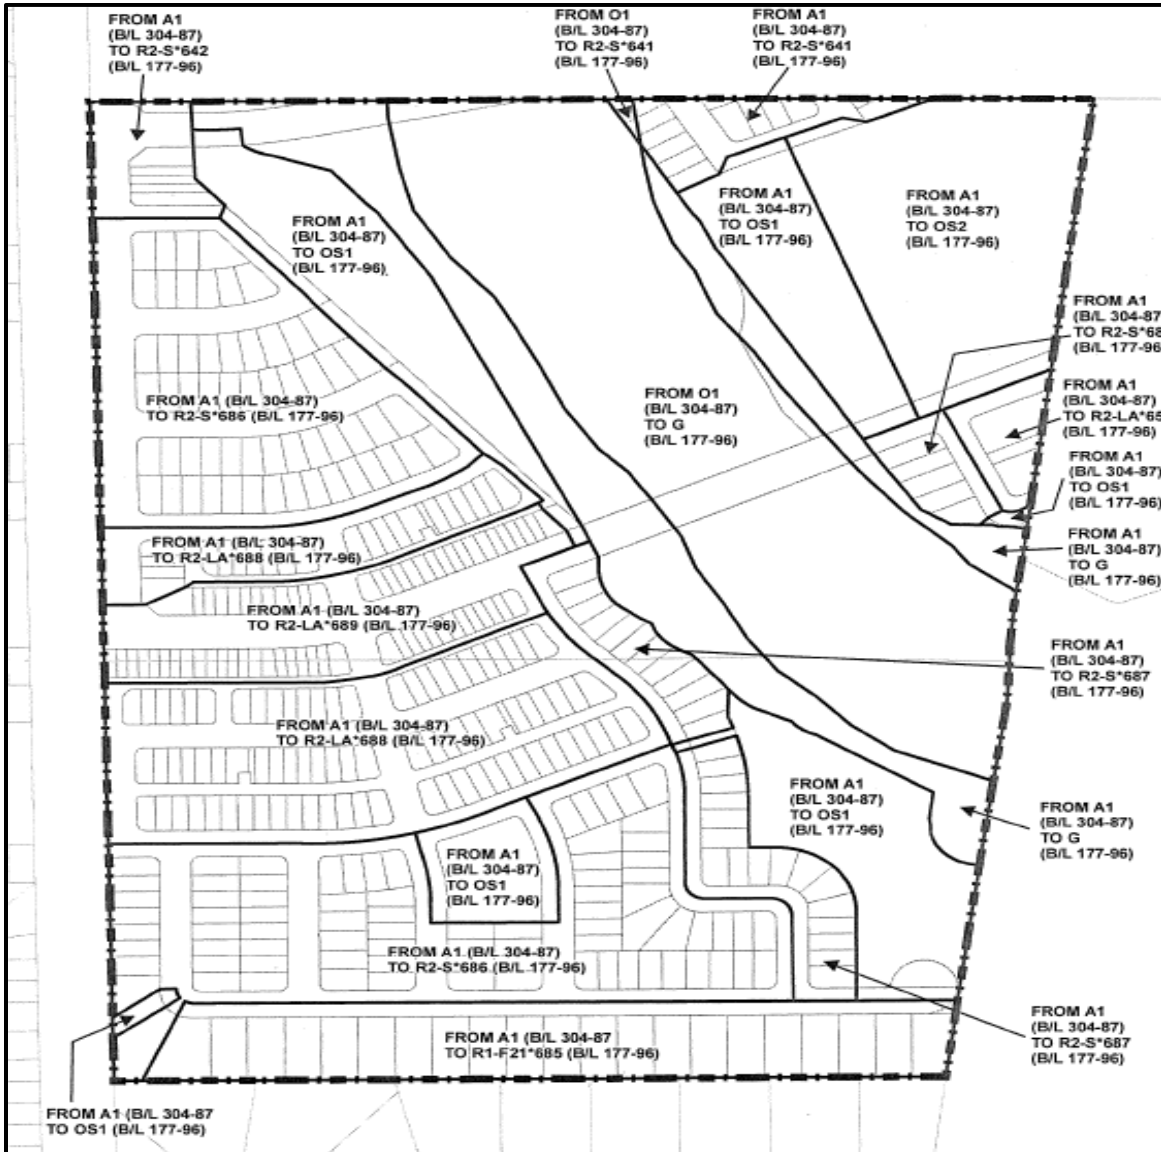 FROM A1
(B/L 304-87)
TO R2-S*642
(B/L 177-96)
FROM O1
(B/L 304-87)
TO R2-S*641
(B/L 177-96)
FROM A1
(B/L 304-87)
TO R2-S*641
(B/L 177-96)
FROM A1
(B/L 304-87)
TO OS1
(B/L 177-96)
FROM A1
(B/L 304-87)
TO OS1
(B/L 177-96)
FROM A1
(B/L 304-87)
TO OS2
(B/L 177-96)
FROM A1
(B/L 304-87
TO R2-S*68
(B/L 177-96
FROM A1 (B/L 304-87)
TO R2-S*686 (B/L 177-96)
FROM O1
(B/L 304-87)
TO G
(B/L 177-96)
FROM A1
(B/L 304-87)
TO R2-LA*65
(B/L 177-96)
FROM A1
(B/L 304-87)
TO OS1
(B/L 177-96)
FROM A1 (B/L 304-87)
TO R2-LA*688 (B/L 177-96)
FROM A1
(B/L 304-87)
TO G
(B/L 177-96)
FROM A1 (B/L 304-87)
TO R2-LA*689 (B/L 177-96)
FROM A1
(B/L 304-87)
TO R2-S*687
(B/L 177-96)
FROM A1 (B/L 304-87)
TO R2-LA*688 (B/L 177-96)
FROM A1
(B/L 304-87)
TO OS1
(B/L 177-96)
FROM A1
(B/L 304-87)
TO G
(B/L 177-96)
FROM A1
(B/L 304-87)
TO OS1
(B/L 177-96)
FROM A1 (B/L 304-87)
TO R2-S*686 (B/L 177-96)
FROM A1 (B/L 304-87
TO R1-F21*685 (B/L 177-96)
FROM A1
(B/L 304-87)
TO R2-S*687
(B/L 177-96)
FROM A1 (B/L 304-87
TO OS1 (B/L 177-96)